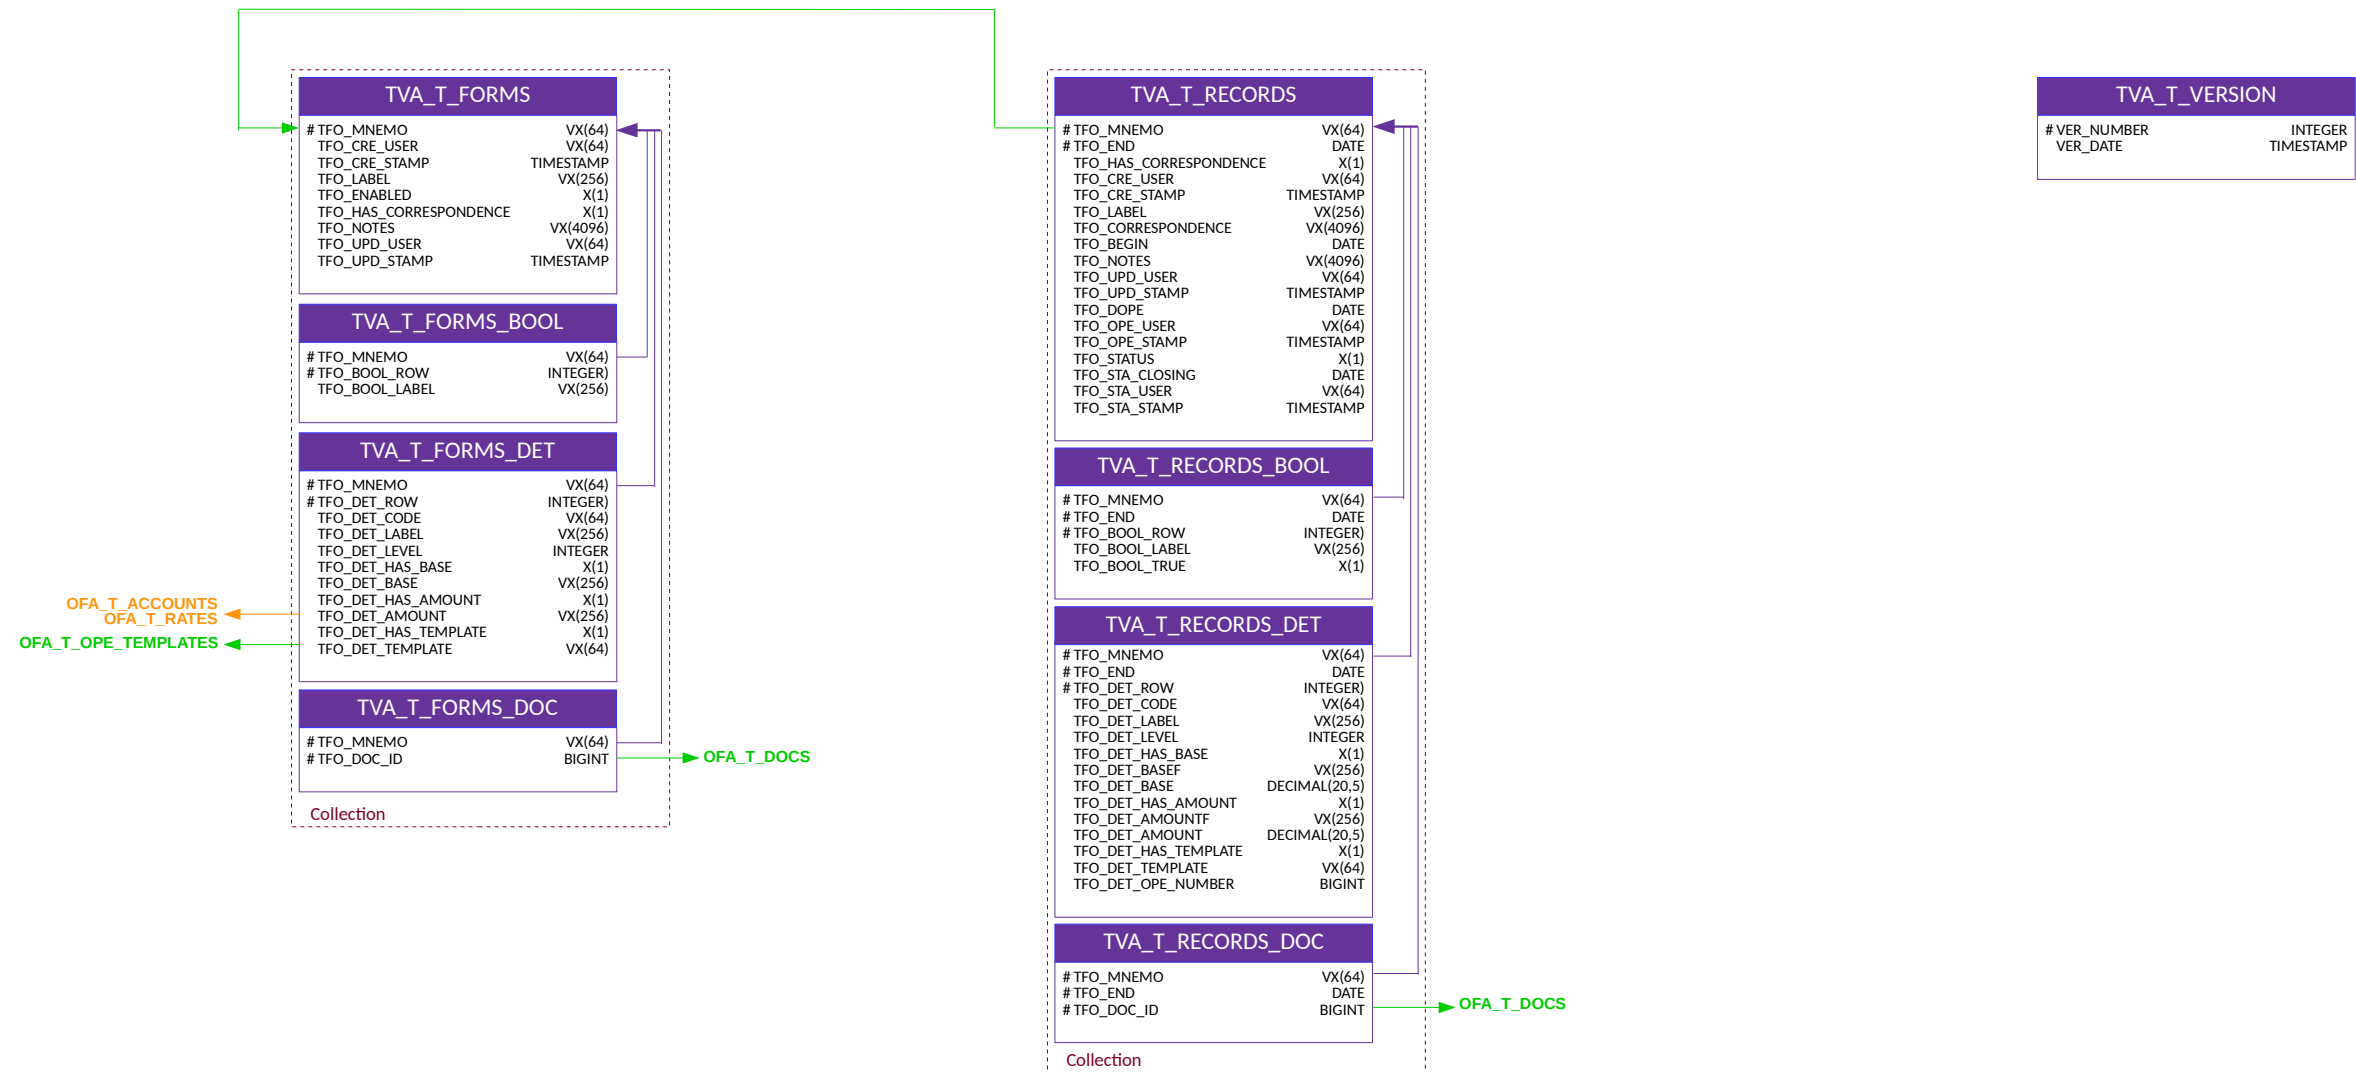 TVA_T_FORMS
# TFO_MNEMO VX(64)
TFO_CRE_USER VX(64)
TFO_CRE_STAMP TIMESTAMP
TFO_LABEL VX(256)
TFO_ENABLED X(1)
TFO_HAS_CORRESPONDENCE X(1)
TFO_NOTES VX(4096)
TFO_UPD_USER VX(64)
TFO_UPD_STAMP TIMESTAMP
TVA_T_FORMS_BOOL
# TFO_MNEMO VX(64)
# TFO_BOOL_ROW INTEGER)
TFO_BOOL_LABEL VX(256)
TVA_T_FORMS_DET
# TFO_MNEMO VX(64)
# TFO_DET_ROW INTEGER)
TFO_DET_CODE VX(64)
TFO_DET_LABEL VX(256)
TFO_DET_LEVEL INTEGER
TFO_DET_HAS_BASE X(1)
TFO_DET_BASE VX(256)
TFO_DET_HAS_AMOUNT X(1)
TFO_DET_AMOUNT VX(256)
TFO_DET_HAS_TEMPLATE X(1)
TFO_DET_TEMPLATE VX(64)
OFA_T_ACCOUNTS
OFA_T_RATES
OFA_T_OPE_TEMPLATES
TVA_T_FORMS_DOC
# TFO_MNEMO VX(64)
# TFO_DOC_ID BIGINT
OFA_T_DOCS
Collection
TVA_T_RECORDS
# TFO_MNEMO VX(64)
# TFO_END DATE
TFO_HAS_CORRESPONDENCE X(1)
TFO_CRE_USER VX(64)
TFO_CRE_STAMP TIMESTAMP
TFO_LABEL VX(256)
TFO_CORRESPONDENCE VX(4096)
TFO_BEGIN DATE
TFO_NOTES VX(4096)
TFO_UPD_USER VX(64)
TFO_UPD_STAMP TIMESTAMP
TFO_DOPE DATE
TFO_OPE_USER VX(64)
TFO_OPE_STAMP TIMESTAMP
TFO_STATUS X(1)
TFO_STA_CLOSING DATE
TFO_STA_USER VX(64)
TFO_STA_STAMP TIMESTAMP
TVA_T_RECORDS_BOOL
# TFO_MNEMO VX(64)
# TFO_END DATE
# TFO_BOOL_ROW INTEGER)
TFO_BOOL_LABEL VX(256)
TFO_BOOL_TRUE X(1)
TVA_T_RECORDS_DET
# TFO_MNEMO VX(64)
# TFO_END DATE
# TFO_DET_ROW INTEGER)
TFO_DET_CODE VX(64)
TFO_DET_LABEL VX(256)
TFO_DET_LEVEL INTEGER
TFO_DET_HAS_BASE X(1)
TFO_DET_BASEF VX(256)
TFO_DET_BASE DECIMAL(20,5)
TFO_DET_HAS_AMOUNT X(1)
TFO_DET_AMOUNTF VX(256)
TFO_DET_AMOUNT DECIMAL(20,5)
TFO_DET_HAS_TEMPLATE X(1)
TFO_DET_TEMPLATE VX(64)
TFO_DET_OPE_NUMBER BIGINT
TVA_T_RECORDS_DOC
# TFO_MNEMO VX(64)
# TFO_END DATE
# TFO_DOC_ID BIGINT
OFA_T_DOCS
Collection
TVA_T_VERSION
# VER_NUMBER INTEGER
VER_DATE TIMESTAMP